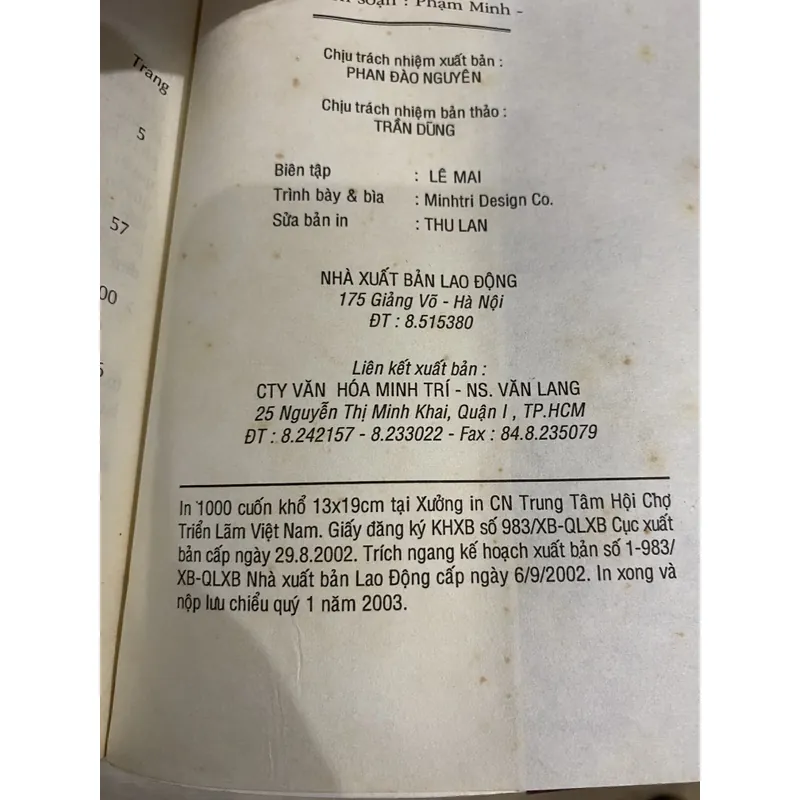 soạn : Phạm Minh -
Chịu trách nhiệm xuất bản :
PHAN ĐÀO NGUYÊN
Chịu trách nhiệm bản thảo :
TRẦN DŨNG
Biên tập : LÊ MAI
Trình bày & bìa : Minhtri Design Co.
Sửa bản in : THU LAN
NHÀ XUẤT BẢN LAO ĐỘNG
175 Giảng Võ - Hà Nội
ĐT : 8.515380
Liên kết xuất bản :
CTY VĂN HÓA MINH TRÍ - NS. VĂN LANG
25 Nguyễn Thị Minh Khai, Quận I , TP.HCM
ĐT : 8.242157 - 8.233022 - Fax : 84.8.235079
In 1000 cuốn khổ 13x19cm tại Xưởng in CN Trung Tâm Hội Chợ
Triển Lãm Việt Nam. Giấy đăng ký KHXB số 983/XB-QLXB Cục xuất
bản cấp ngày 29.8.2002. Trích ngang kế hoạch xuất bản số 1-983/
XB-QLXB Nhà xuất bản Lao Động cấp ngày 6/9/2002. In xong và
nộp lưu chiểu quý 1 năm 2003.
Trang
5
57